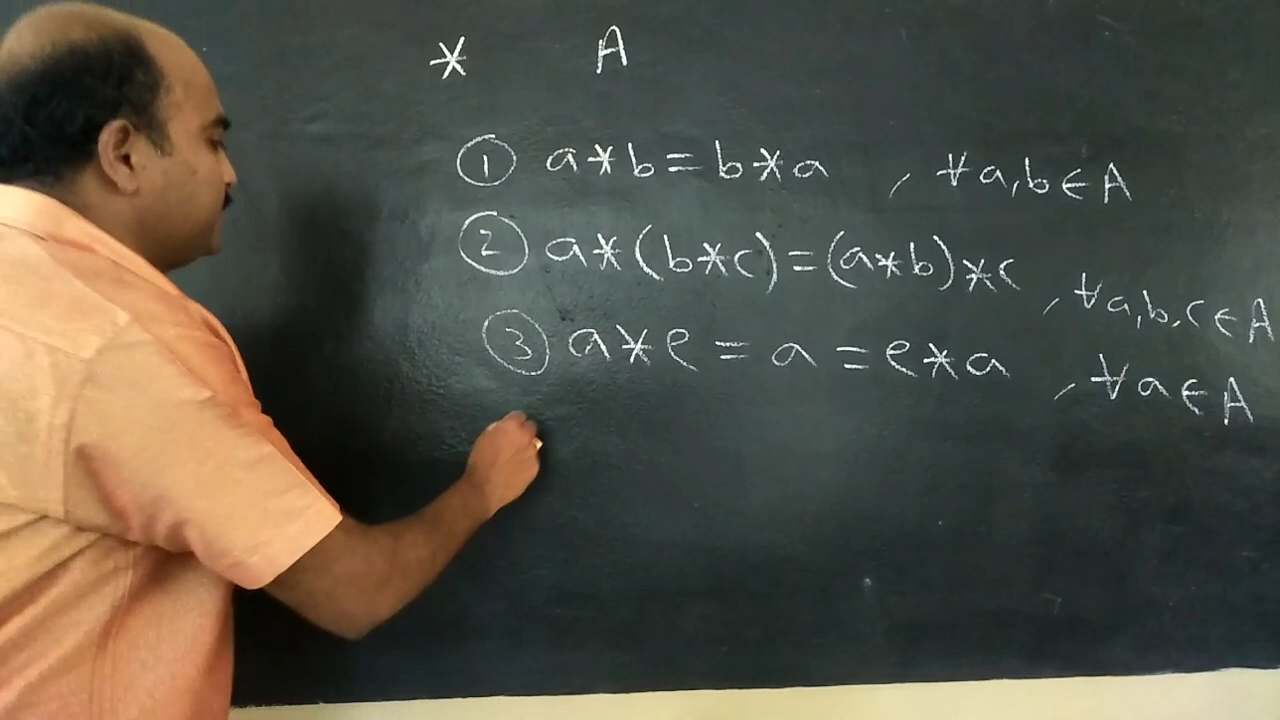 * A
① a*b=b*a , ∀a,b∈A
② a*(b*c)=(a*b)*c , ∀a,b,c∈A
③ a*e=a=e*a , ∀a∈A